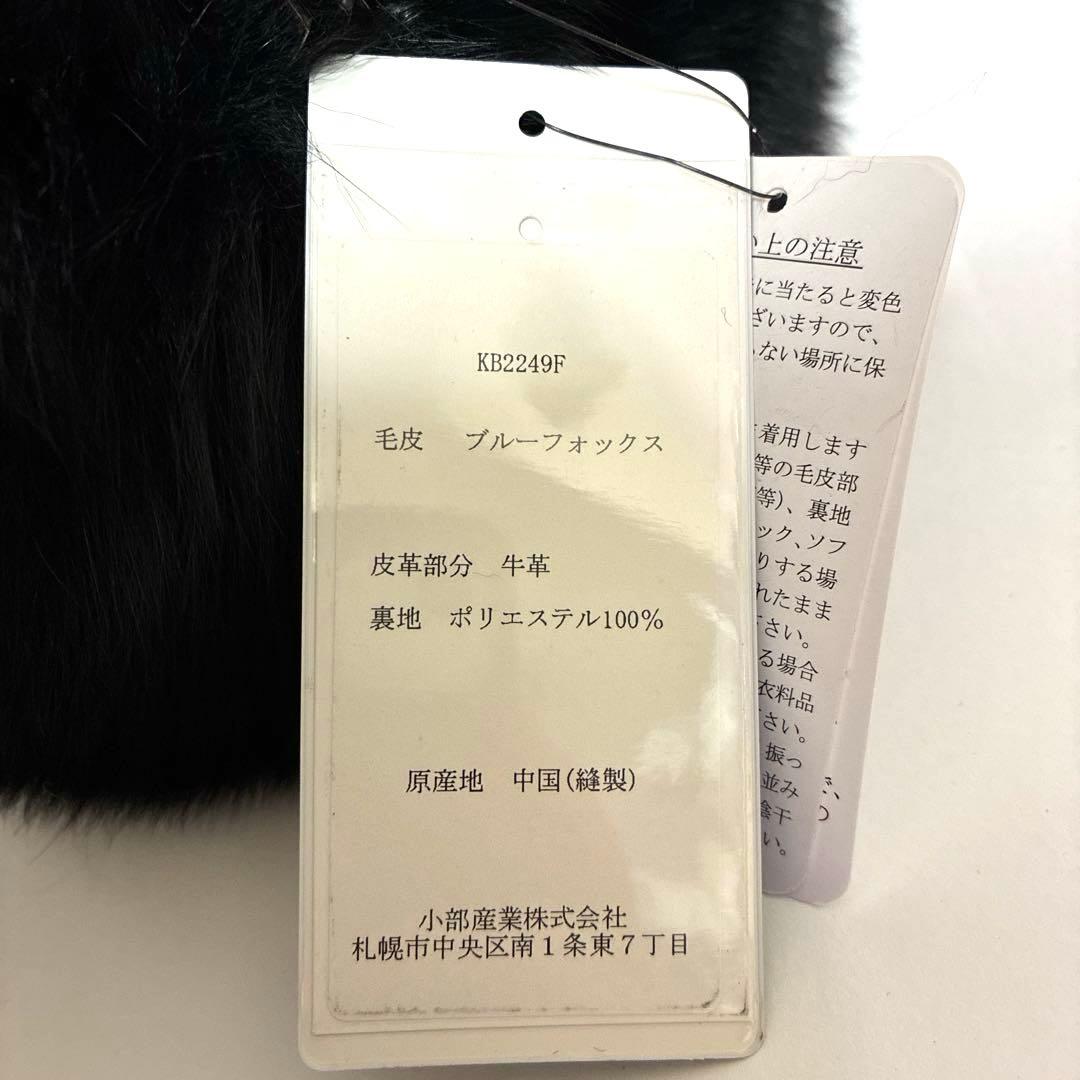 KB2249F
毛皮 ブルーフォックス
皮革部分 牛革
裏地 ポリエステル100%
原産地 中国(縫製)
小部産業株式会社
札幌市中央区南1条東7丁目
上の注意
に当たると変色
ざいますので、
ない場所に保
着用します
等の毛皮部
等)、裏地
ック、ソフ
りする場
れたまま
さい。
る場合
衣料品
さい。
振っ
並み
陰干
い。